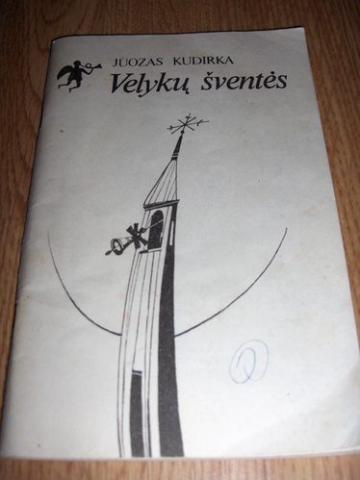 JUOZAS KUDIRKA
Velykų šventės